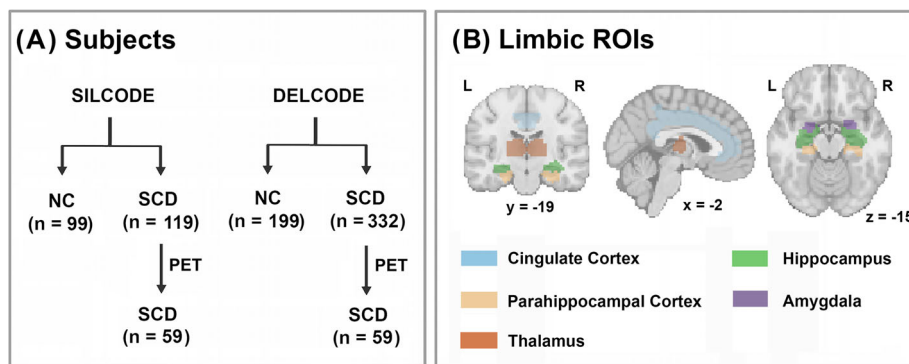 (A) Subjects
SILCODE
DELCODE
NC
(n = 99)
SCD
(n = 119)
NC
(n = 199)
SCD
(n = 332)
PET
PET
SCD
(n = 59)
SCD
(n = 59)
(B) Limbic ROIs
L
R
L
R
y = -19
x = -2
z = -15
Cingulate Cortex
Hippocampus
Parahippocampal Cortex
Amygdala
Thalamus